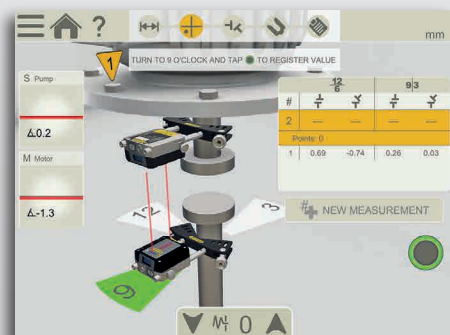 ?
mm
1
TURN TO 9 O'CLOCK AND TAP TO REGISTER VALUE
S Pump
0.2
M Motor
-1.3
12
6
9
3
#
2
— — — —
Points: 0
1 0.69 -0.74 0.26 0.03
NEW MEASUREMENT
12
3
9
0